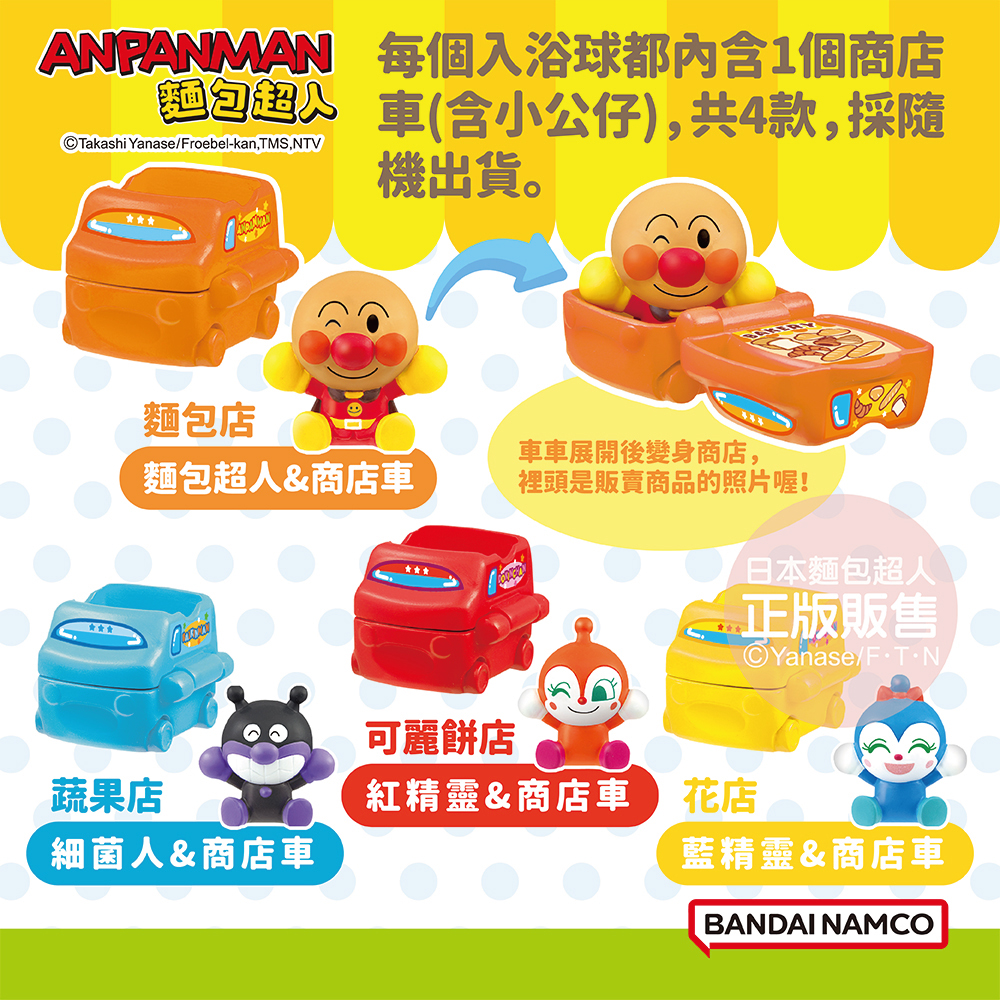 ANPANMAN
麵包超人
©Takashi Yanase/Froebel-kan,TMS,NTV
每個入浴球都內含1個商店
車(含小公仔),共4款,採隨
機出貨。
ANPANMAN
BAKERY
麵包店
麵包超人&商店車
車車展開後變身商店,
裡頭是販賣商品的照片喔!
日本麵包超人
正版販售
©Yanase/F·T·N
可麗餅店
紅精靈&商店車
蔬果店
細菌人&商店車
花店
藍精靈&商店車
BANDAI NAMCO